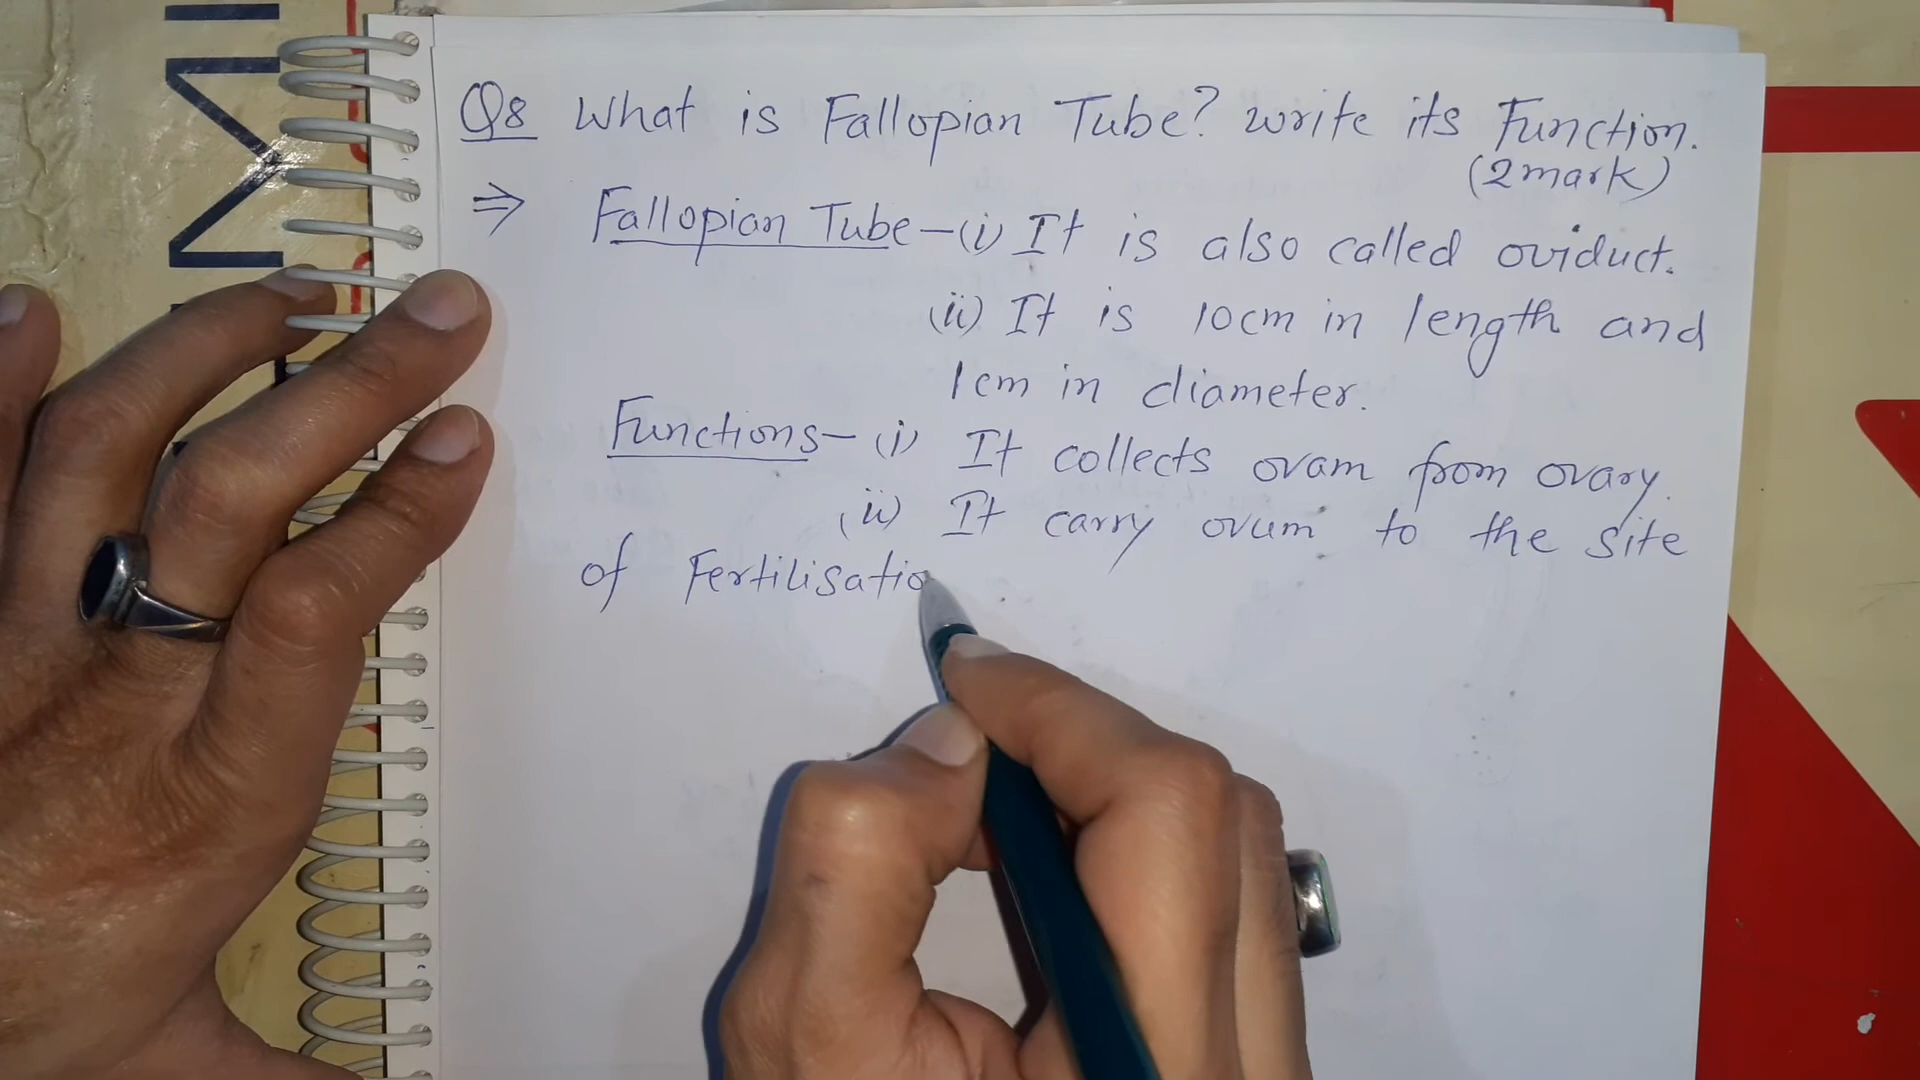 Q8 What is Fallopian Tube? write its Function.
(2mark)
⇒ Fallopian Tube - (i) It is also called oviduct.
(ii) It is 10cm in length and
1cm in diameter.
Functions - (i) It collects ovam from ovary.
(ii) It carry ovum to the site
of Fertilisatio